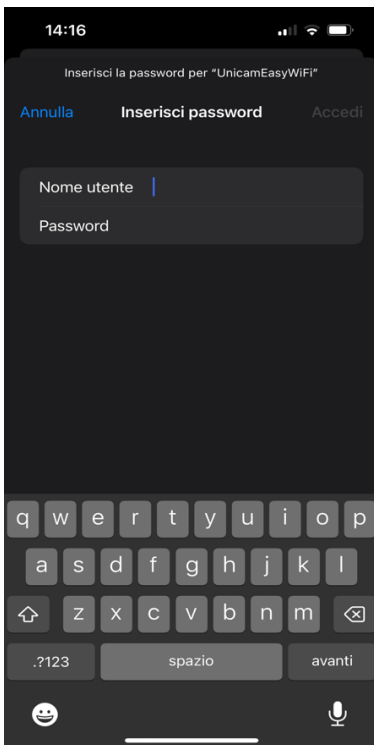 14:16
Inserisci la password per “UnicamEasyWiFi”
Annulla Inserisci password Accedi
Nome utente
Password
q w e r t y u i o p
a s d f g h j k l
z x c v b n m
.?123 spazio avanti